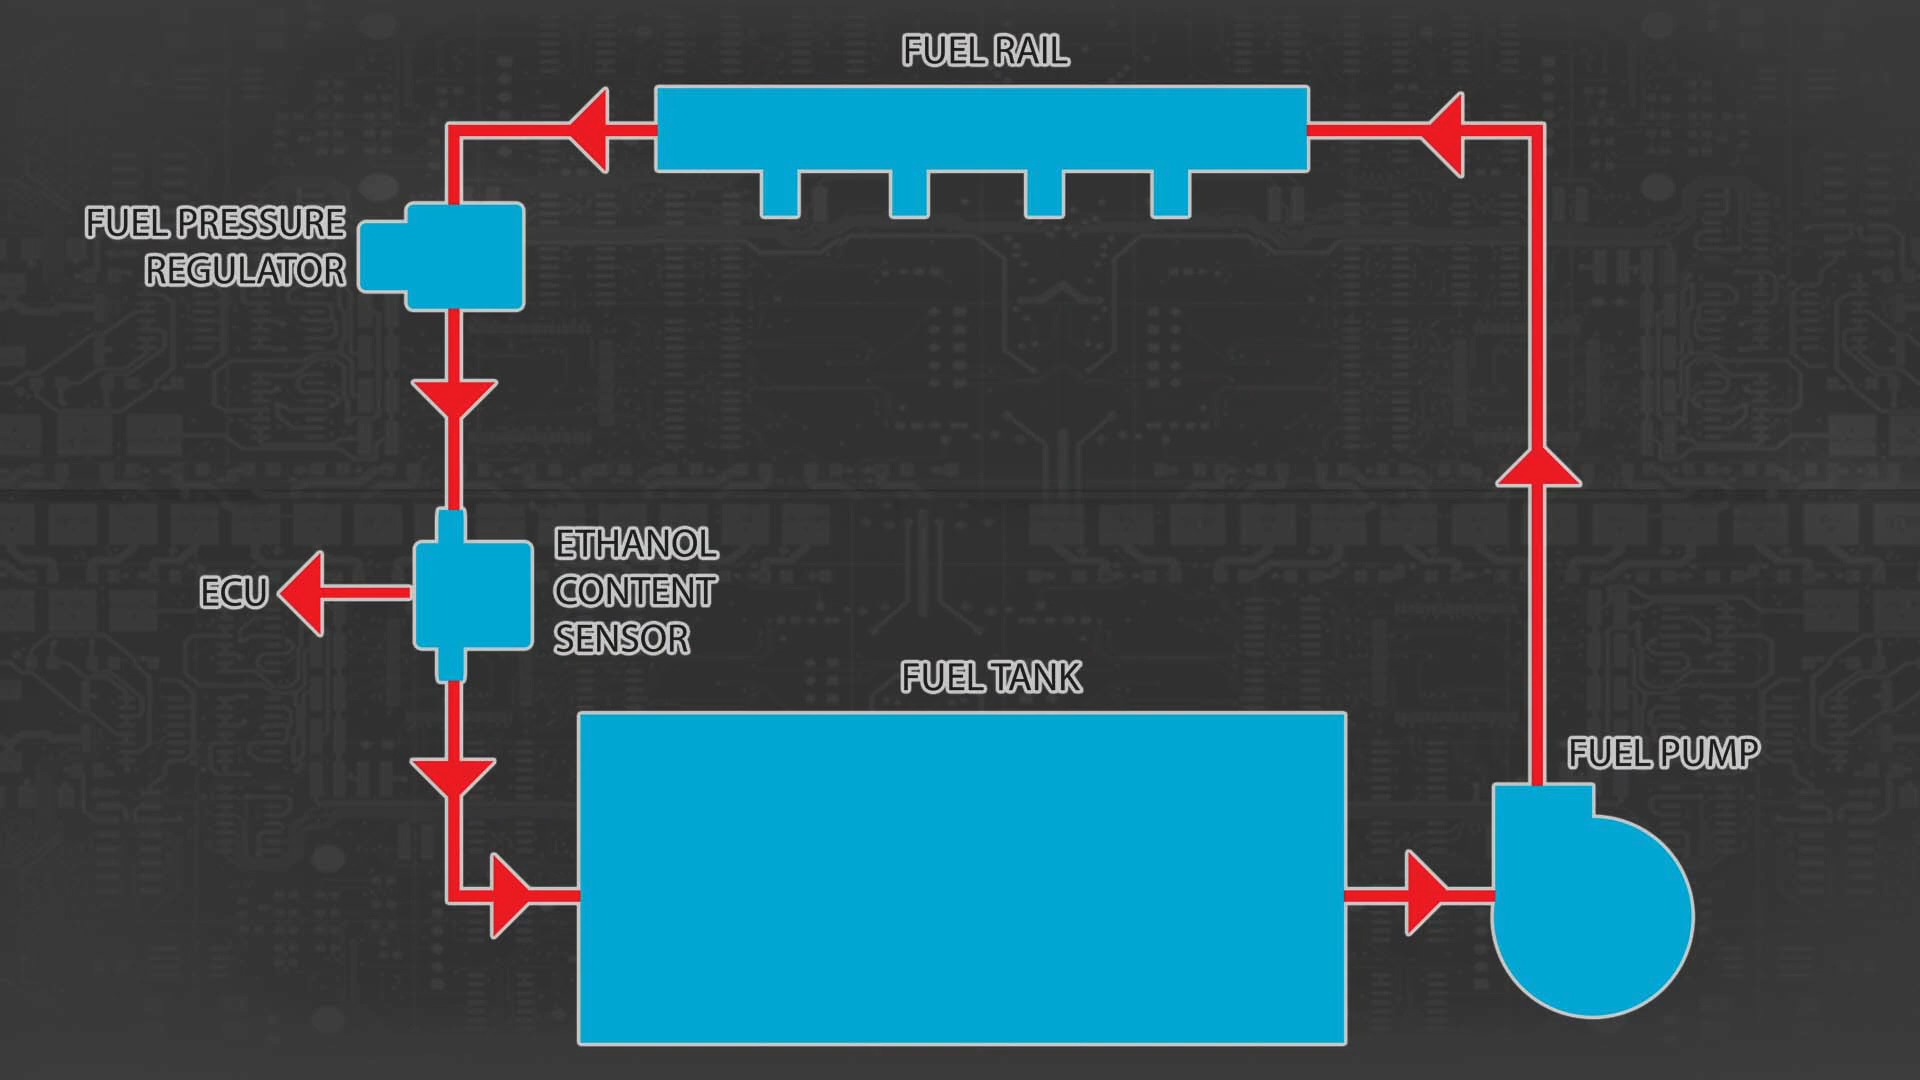 FUEL RAIL
FUEL PRESSURE
REGULATOR
ETHANOL
CONTENT
SENSOR
ECU
FUEL TANK
FUEL PUMP